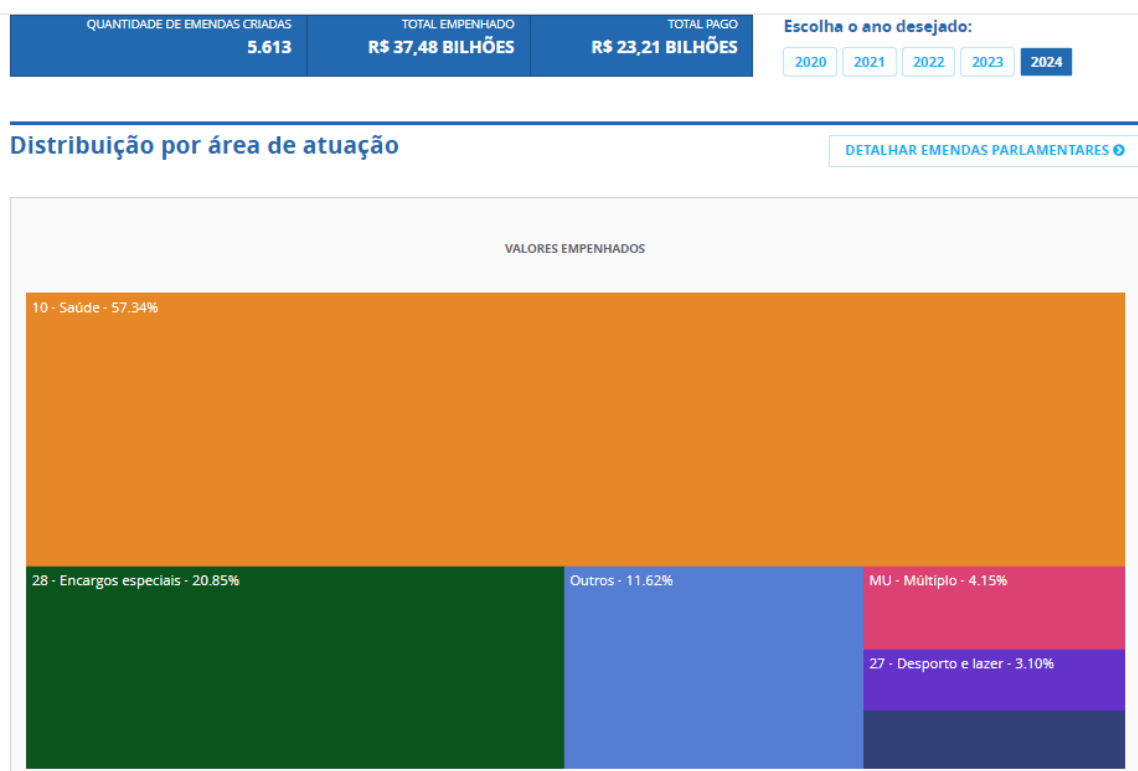 QUANTIDADE DE EMENDAS CRIADAS
5.613
TOTAL EMPENHADO
R$ 37,48 BILHÕES
TOTAL PAGO
R$ 23,21 BILHÕES
Escolha o ano desejado:
2020 2021 2022 2023 2024
Distribuição por área de atuação
DETALHAR EMENDAS PARLAMENTARES
VALORES EMPENHADOS
10 - Saúde - 57.34%
28 - Encargos especiais - 20.85%
Outros - 11.62%
MU - Múltiplo - 4.15%
27 - Desporto e lazer - 3.10%